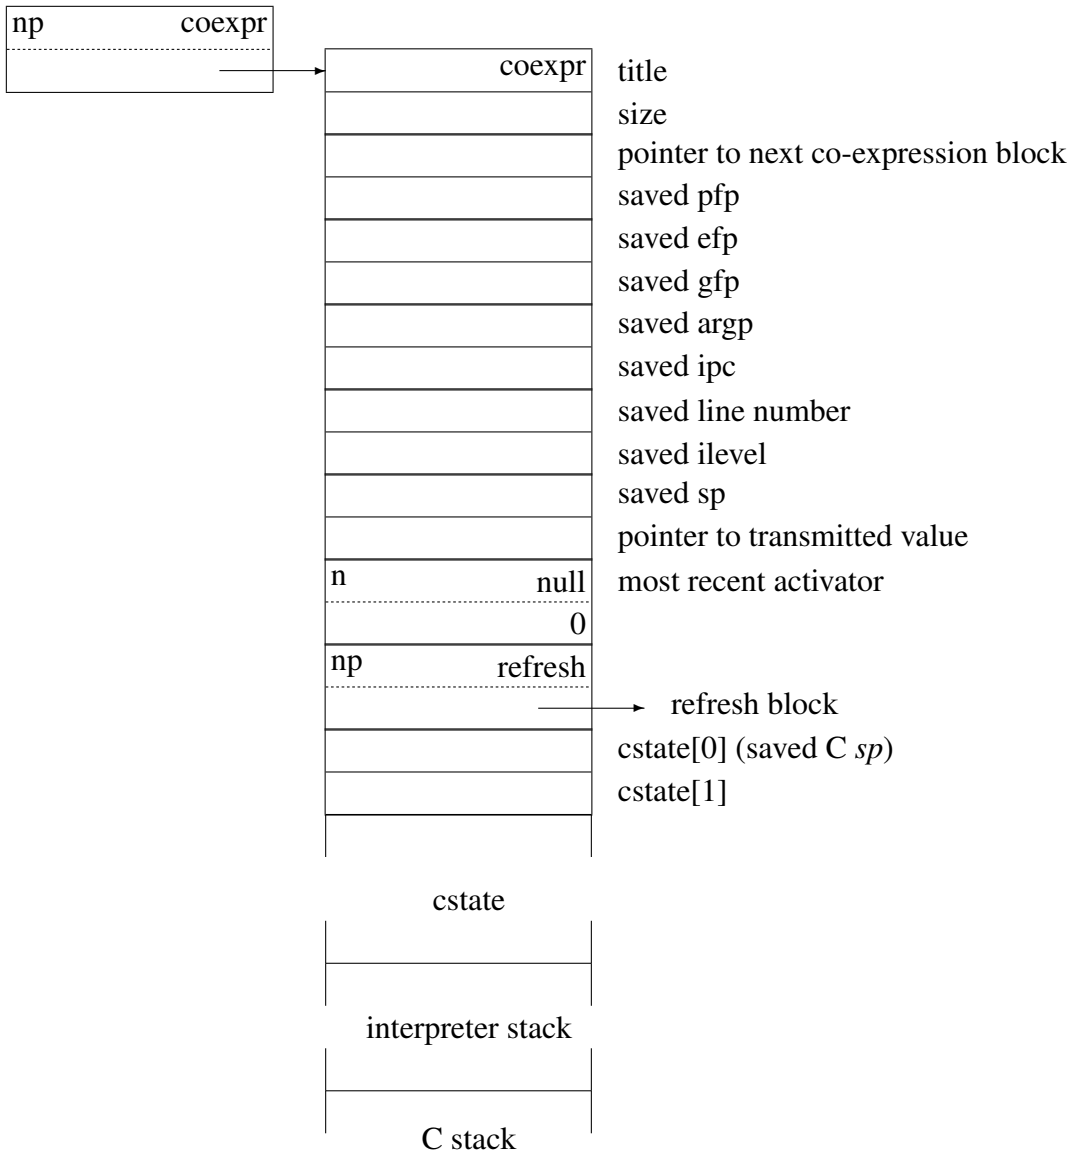 np coexpr
coexpr title
size
pointer to next co-expression block
saved pfp
saved efp
saved gfp
saved argp
saved ipc
saved line number
saved ilevel
saved sp
pointer to transmitted value
n null most recent activator
0
np refresh
refresh block
cstate[0] (saved C sp)
cstate[1]
cstate
interpreter stack
C stack